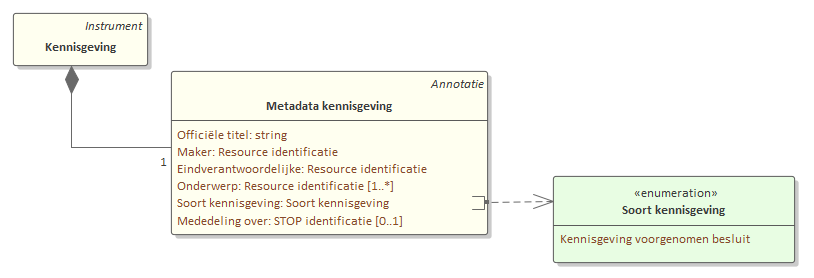 Instrument
Kennisgeving
Annotatie
Metadata kennisgeving
Officiële titel: string
Maker: Resource identificatie
Eindverantwoordelijke: Resource identificatie
Onderwerp: Resource identificatie [1..*]
Soort kennisgeving: Soort kennisgeving
Mededeling over: STOP identificatie [0..1]
1
«enumeration»
Soort kennisgeving
Kennisgeving voorgenomen besluit